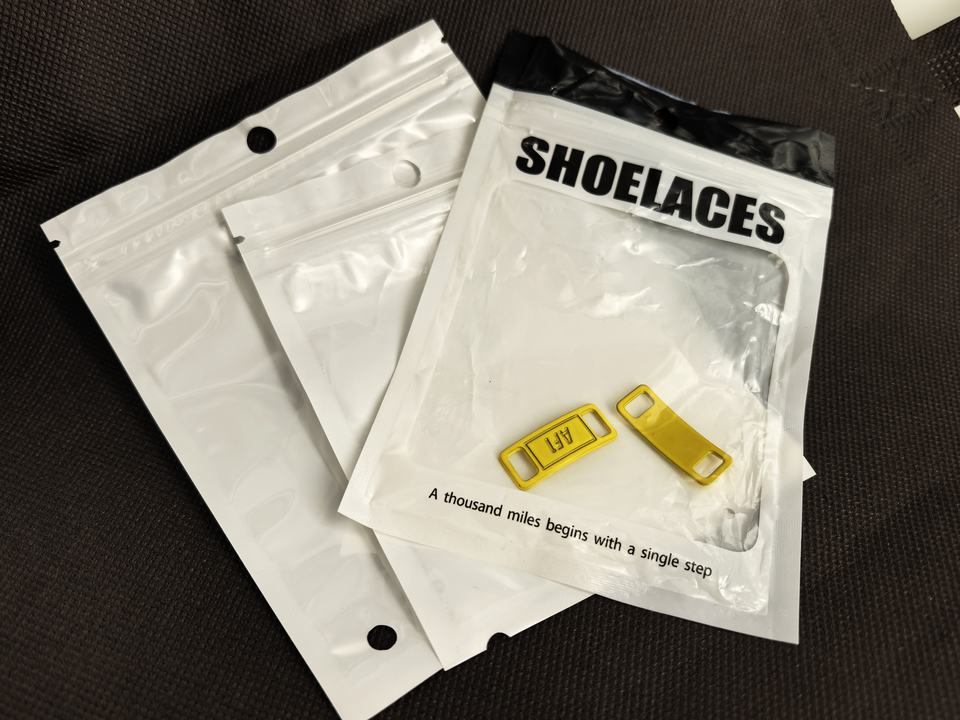 SHOELACES
AF1
A thousand miles begins with a single step